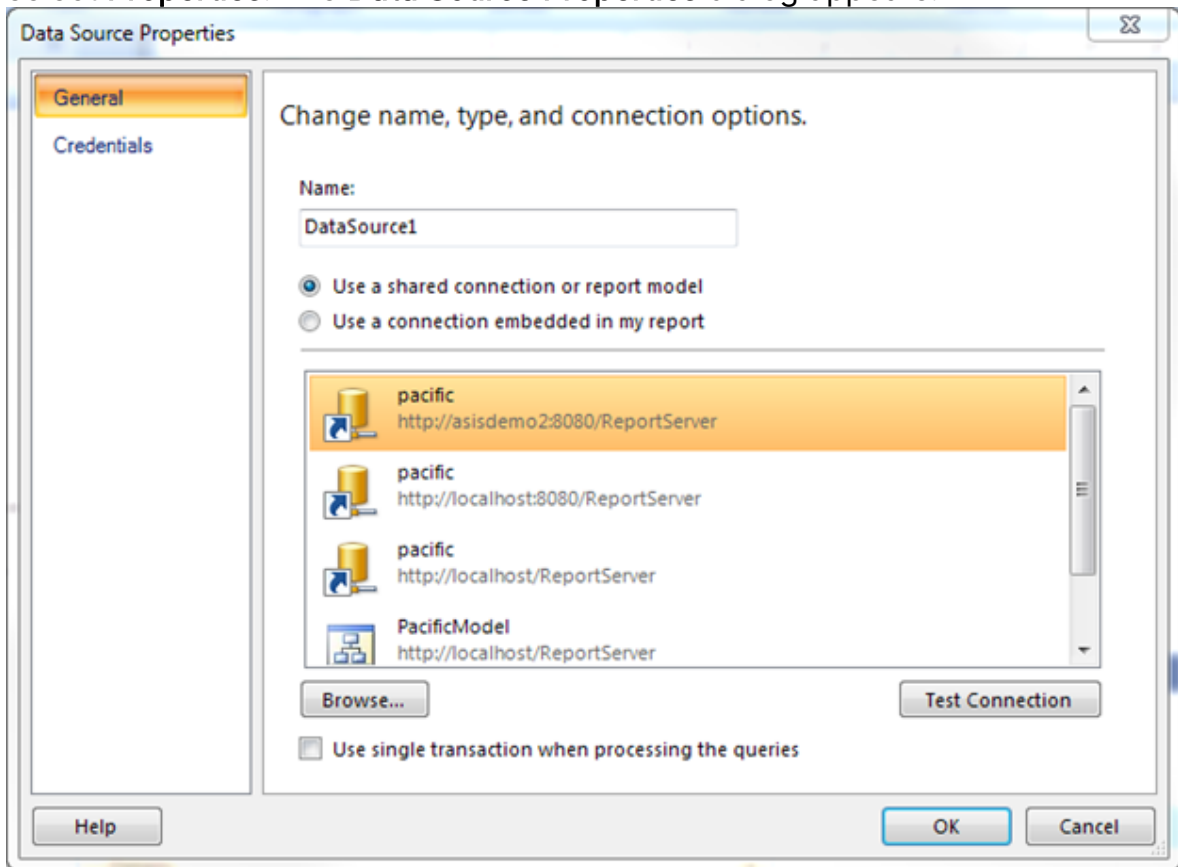 Data Source Properties
General
Credentials
Change name, type, and connection options.
Name:
DataSource1
Use a shared connection or report model
Use a connection embedded in my report
pacific
http://asisdemo2:8080/ReportServer
pacific
http://localhost:8080/ReportServer
pacific
http://localhost/ReportServer
PacificModel
http://localhost/ReportServer
Browse...
Test Connection
Use single transaction when processing the queries
Help
OK
Cancel